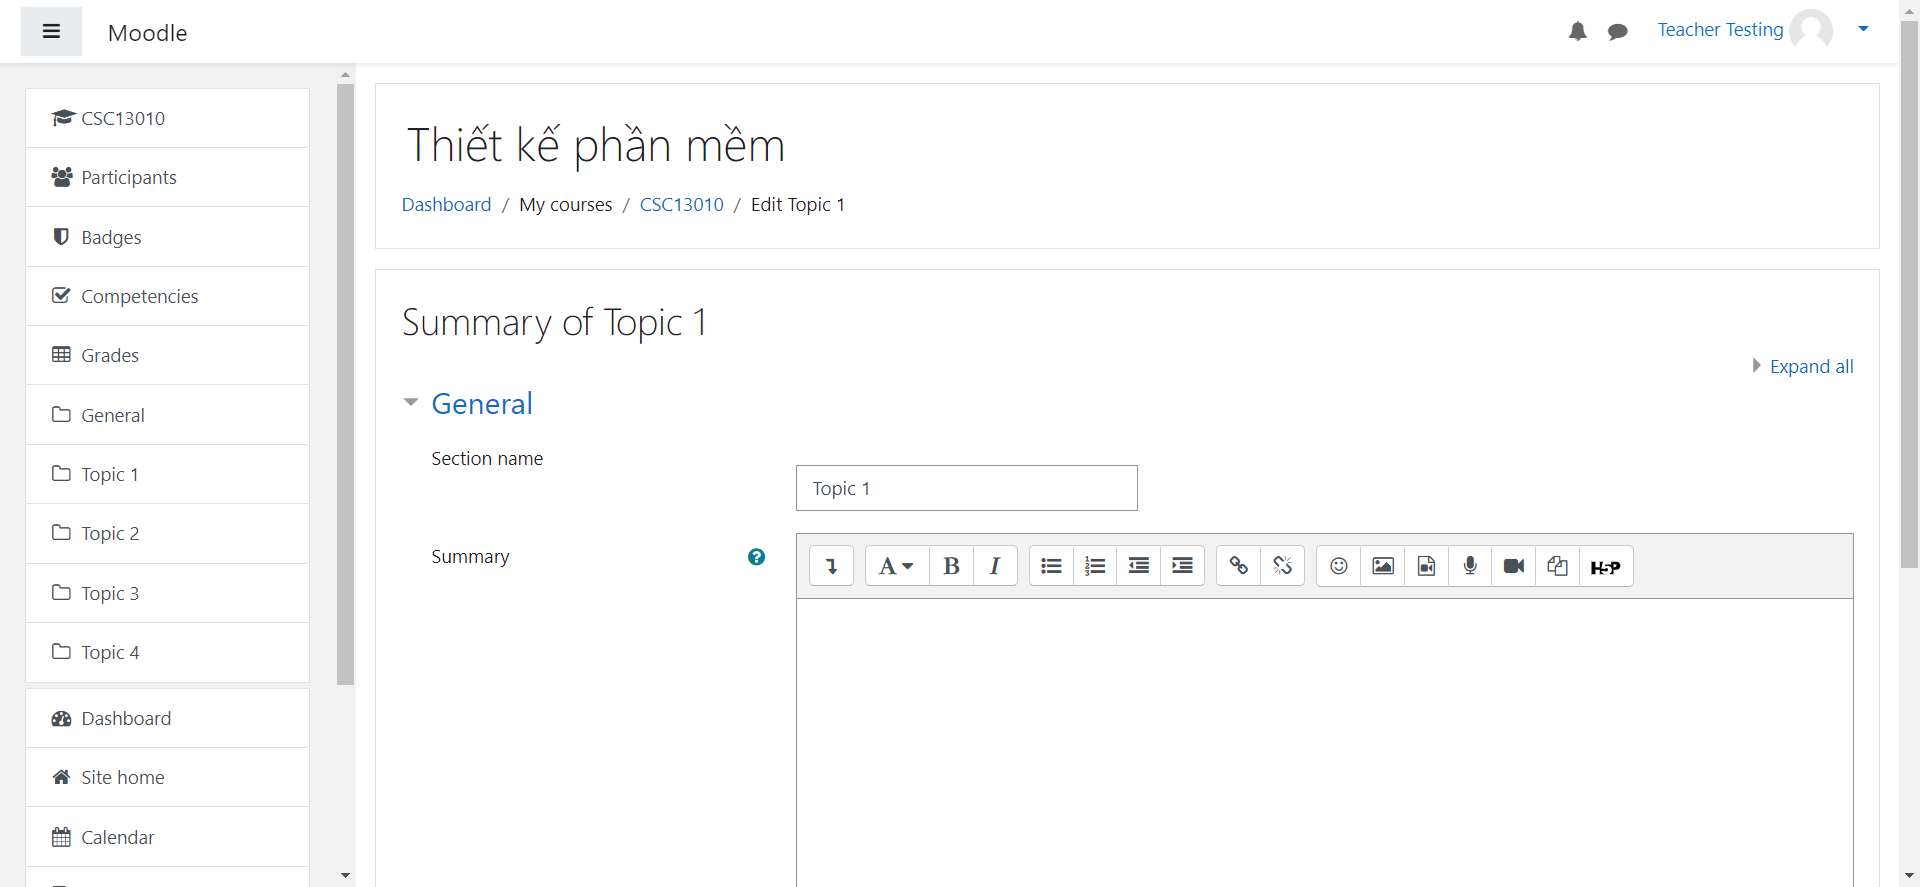 Moodle
Teacher Testing
CSC13010
Participants
Badges
Competencies
Grades
General
Topic 1
Topic 2
Topic 3
Topic 4
Dashboard
Site home
Calendar
Thiết kế phần mềm
Dashboard / My courses / CSC13010 / Edit Topic 1
Summary of Topic 1
Expand all
General
Section name
Topic 1
Summary
A B I H5P